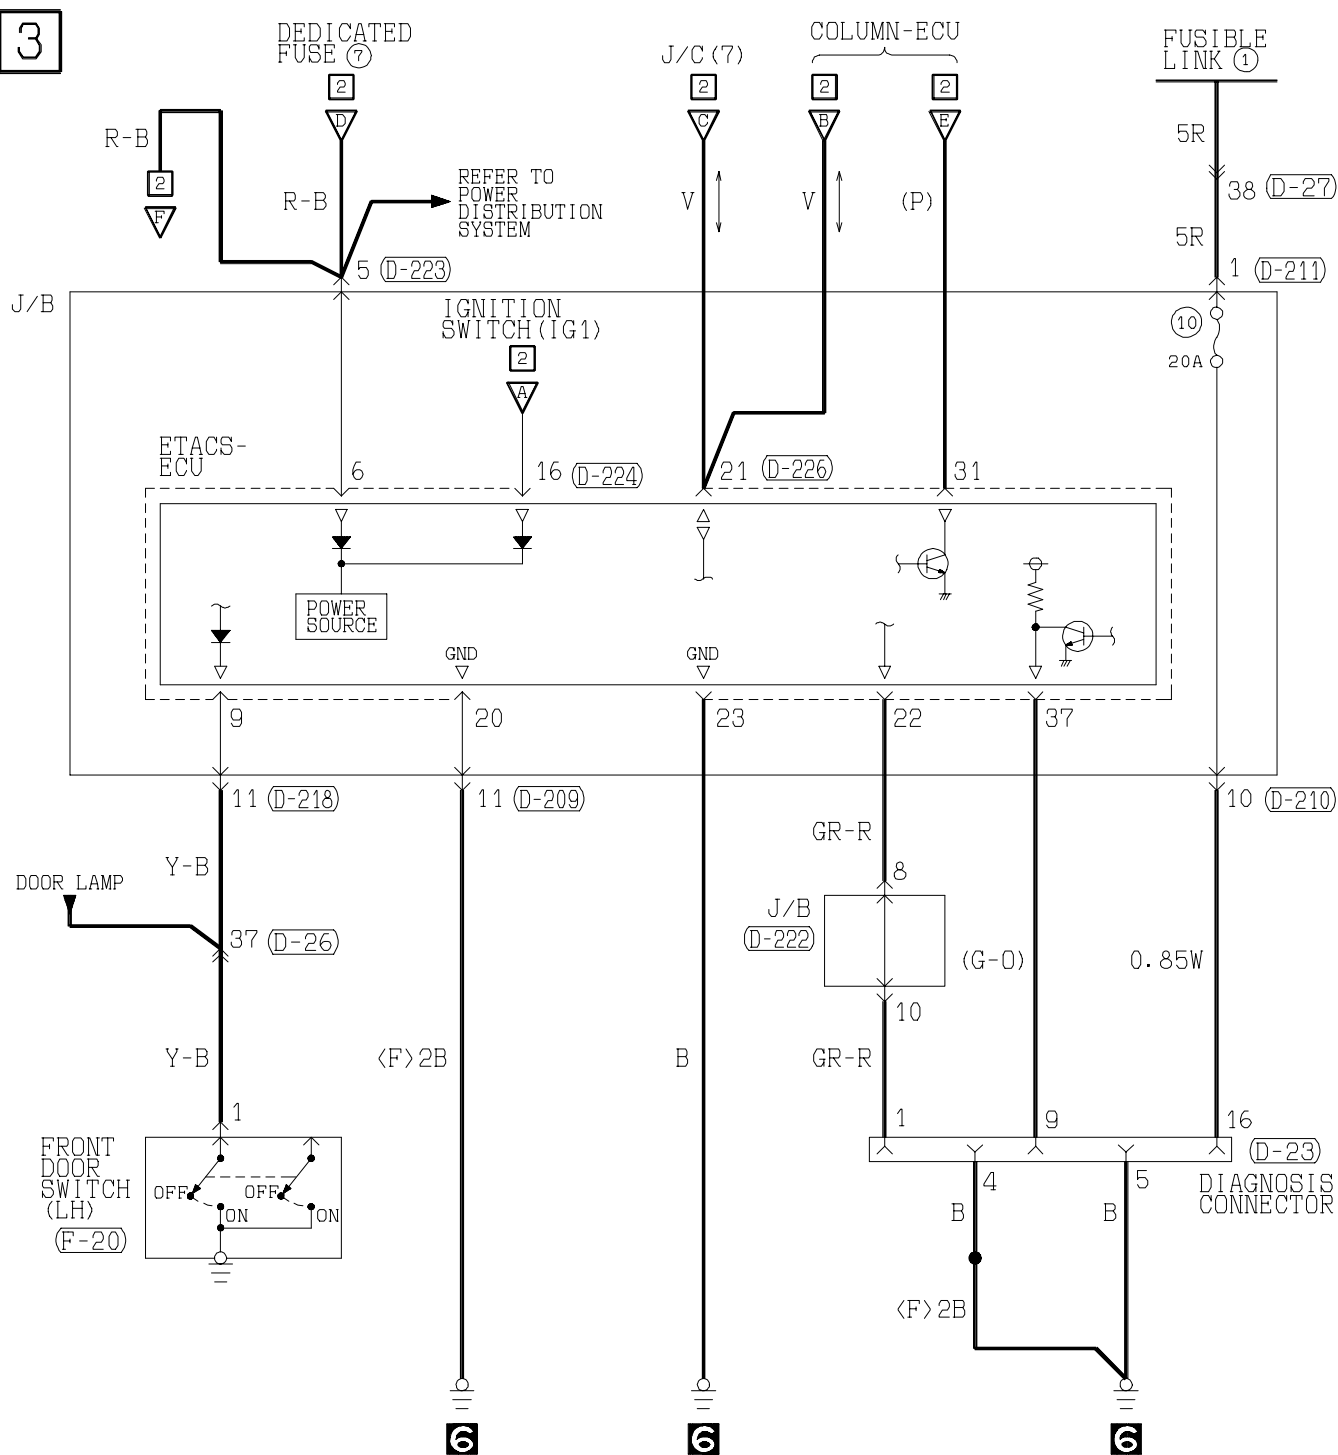 3
DEDICATED
FUSE ⑦
J/C(7)
COLUMN-ECU
FUSIBLE
LINK ①
2
2
2
2
D
C
B
E
R-B
2
F
R-B
REFER TO
POWER
DISTRIBUTION
SYSTEM
V
V
(P)
5R
38 (D-27)
5R
5 (D-223)
1 (D-211)
J/B
IGNITION
SWITCH(IG1)
2
A
⑩
20A
ETACS-
ECU
6
16 (D-224)
21 (D-226)
31
POWER
SOURCE
GND
GND
9
20
23
22
37
11 (D-218)
11 (D-209)
10 (D-210)
Y-B
GR-R
DOOR LAMP
8
J/B
(D-222)
37 (D-26)
(G-O)
0.85W
10
Y-B
〈F〉2B
B
GR-R
1
1
9
16
FRONT
DOOR
SWITCH
(LH)
(F-20)
OFF
ON
OFF
ON
(D-23)
DIAGNOSIS
CONNECTOR
4
5
B
B
〈F〉2B
6
6
6